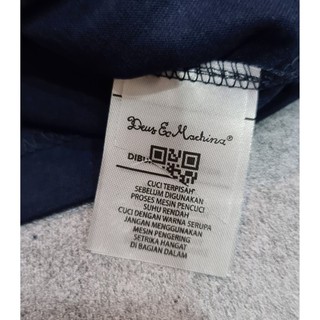 Deus Ex Machina®
DIBU
CUCI TERPISAH
SEBELUM DIGUNAKAN
PROSES MESIN PENCUCI
SUHU RENDAH
CUCI DENGAN WARNA SERUPA
JANGAN MENGGUNAKAN
MESIN PENGERING
SETRIKA HANGAT
DI BAGIAN DALAM